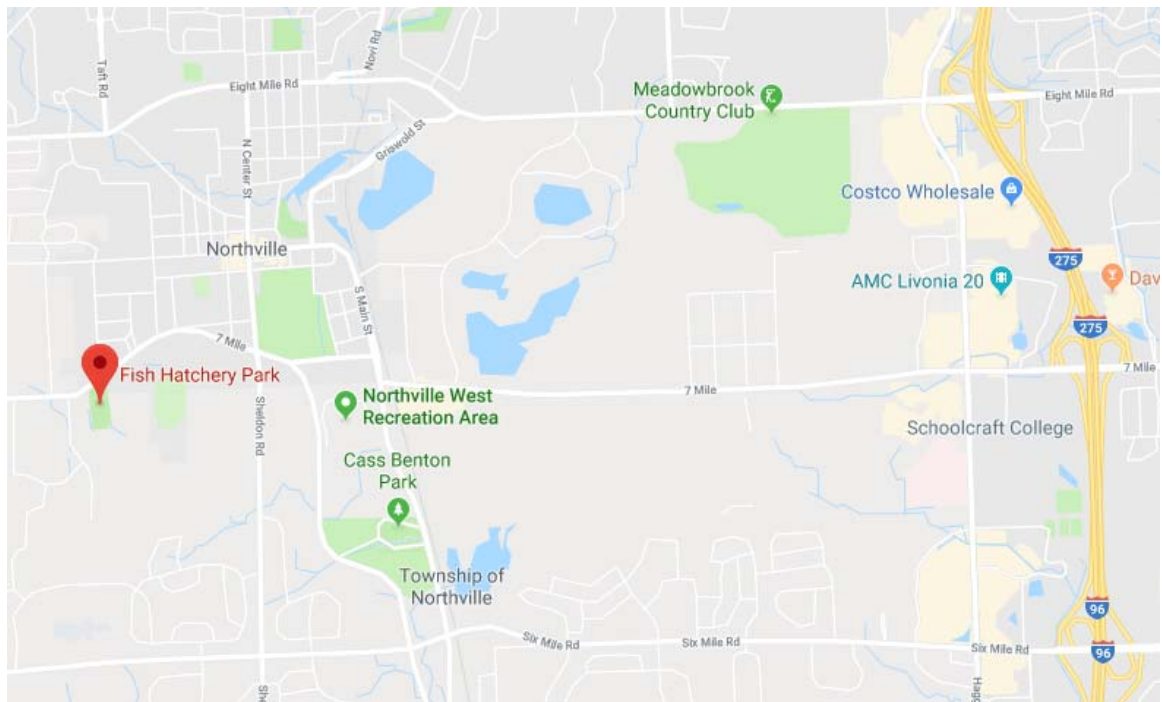 Taft Rd
Novi Rd
Eight Mile Rd
Meadowbrook
Country Club
Eight Mile Rd
N Center St
Griswold St
Costco Wholesale
Northville
275
AMC Livonia 20
Dav
S Main St
275
7 Mile
Fish Hatchery Park
7 Mile
Northville West
Recreation Area
7 Mile
Sheldon Rd
Schoolcraft College
Cass Benton
Park
Township of
Northville
96
Six Mile Rd
Six Mile Rd
Six Mile Rd
96
She
Hagg